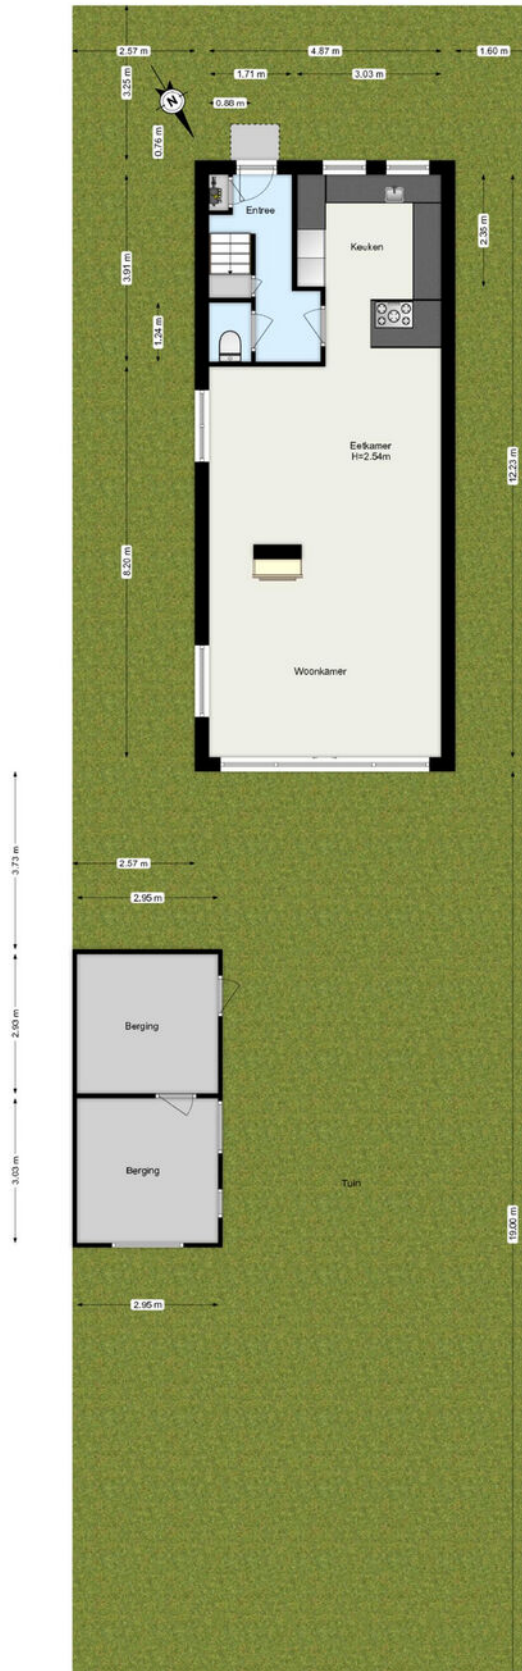 2.57 m
4.87 m
1.60 m
1.71 m
3.03 m
3.25 m
0.88 m
N
0.76 m
Entree
Keuken
2.35 m
3.91 m
1.24 m
Eetkamer
H=2.54m
12.23 m
8.20 m
Woonkamer
3.73 m
2.57 m
2.95 m
2.93 m
Berging
3.03 m
Berging
Tuin
19.00 m
2.95 m